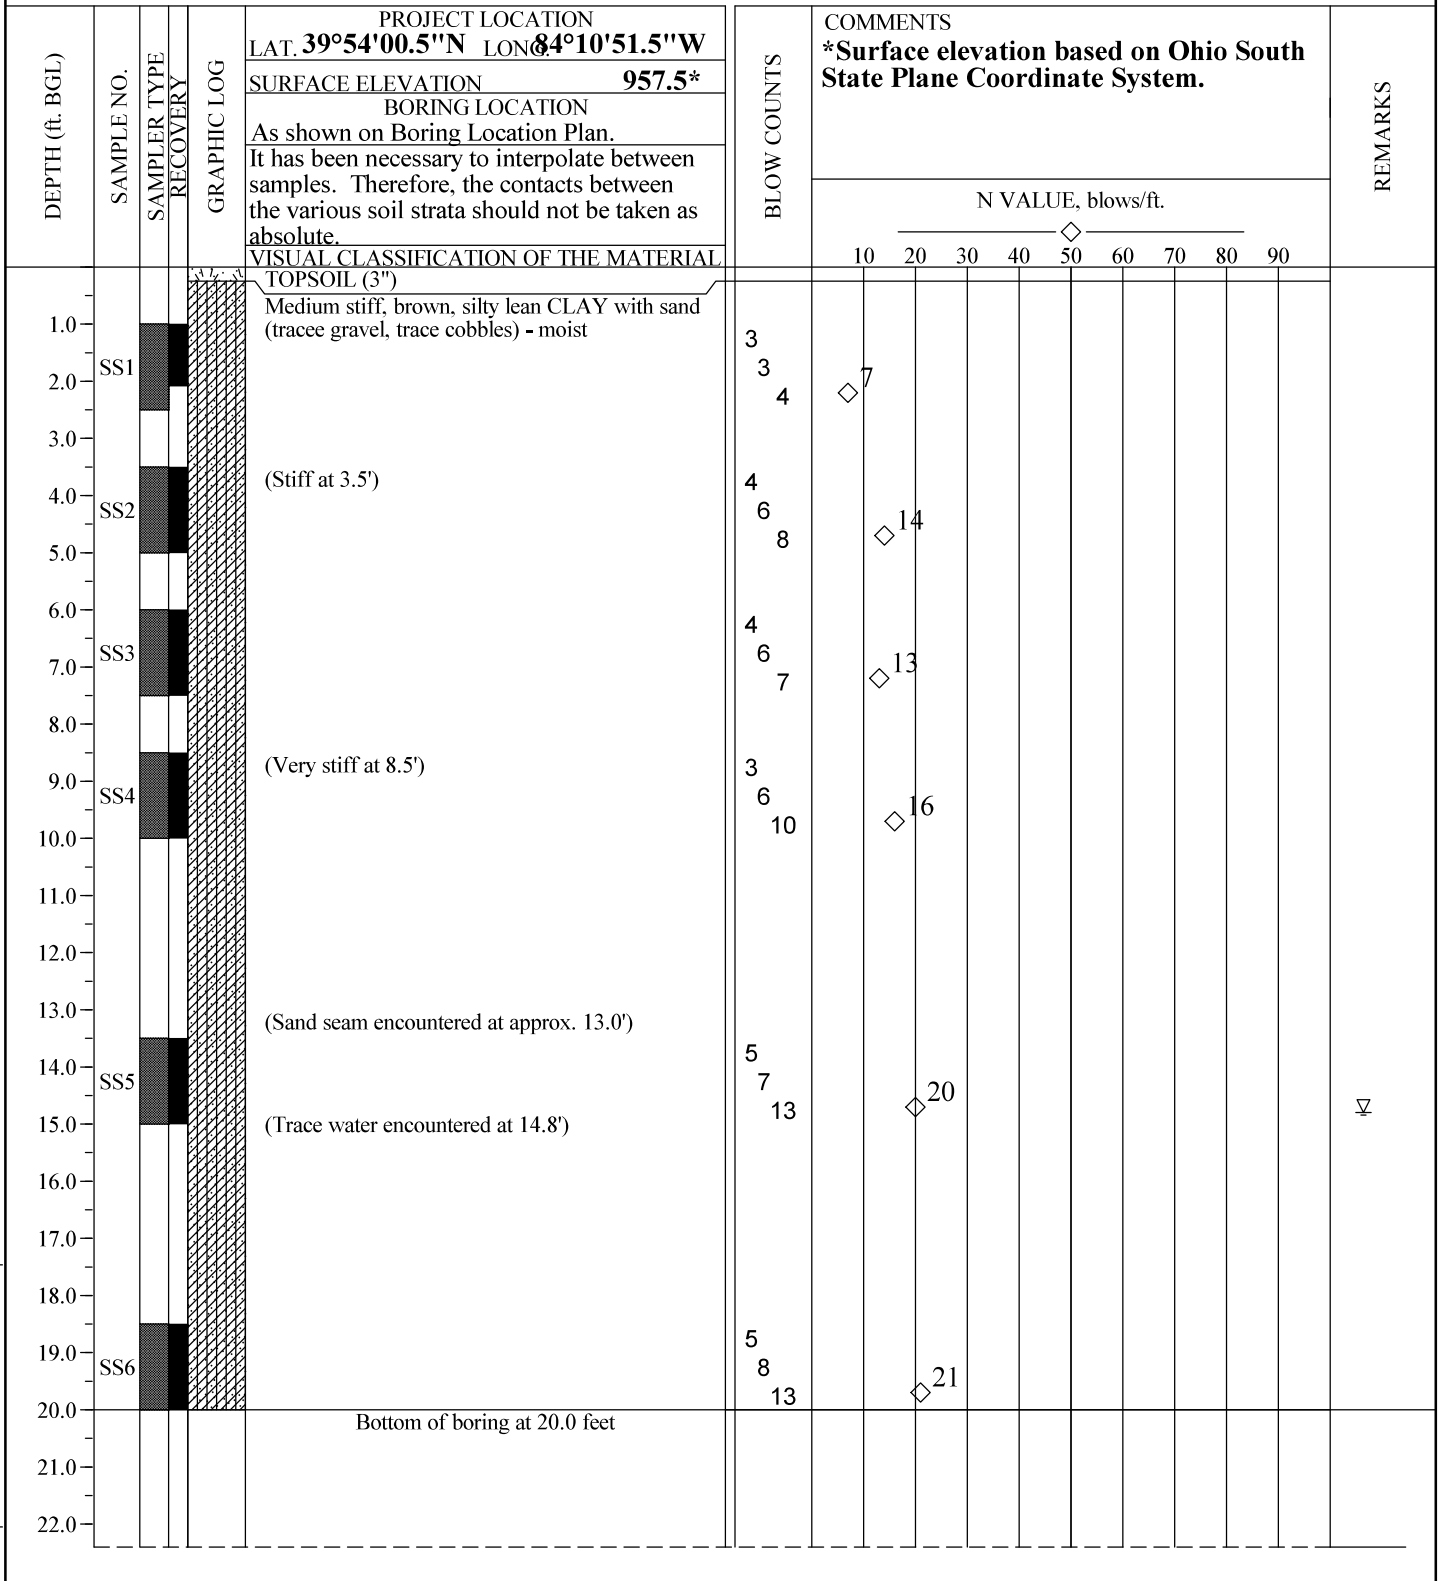 DEPTH (ft. BGL)
SAMPLE NO.
SAMPLER TYPE
RECOVERY
GRAPHIC LOG
PROJECT LOCATION
LAT. 39°54'00.5"N LONG. 84°10'51.5"W
SURFACE ELEVATION 957.5*
BORING LOCATION
As shown on Boring Location Plan.
It has been necessary to interpolate between
samples. Therefore, the contacts between
the various soil strata should not be taken as
absolute.
VISUAL CLASSIFICATION OF THE MATERIAL
BLOW COUNTS
COMMENTS
*Surface elevation based on Ohio South
State Plane Coordinate System.
N VALUE, blows/ft.
10 20 30 40 50 60 70 80 90
REMARKS
TOPSOIL (3")
Medium stiff, brown, silty lean CLAY with sand
1.0
(tracee gravel, trace cobbles) - moist
3
SS1
3
2.0
4
7
3.0
(Stiff at 3.5')
4
4.0
SS2
6
14
8
5.0
6.0
4
SS3
6
7.0
13
7
8.0
(Very stiff at 8.5')
3
9.0
SS4
6
16
10
10.0
11.0
12.0
13.0
(Sand seam encountered at approx. 13.0')
5
14.0
SS5
7
20
13
15.0
(Trace water encountered at 14.8')
16.0
17.0
18.0
5
19.0
SS6
8
21
13
20.0
Bottom of boring at 20.0 feet
21.0
22.0